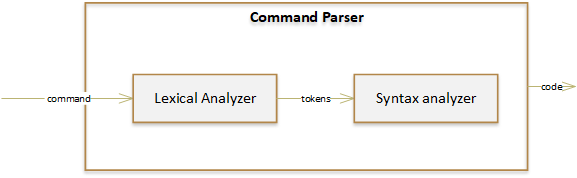 Command Parser
command
Lexical Analyzer
tokens
Syntax analyzer
code